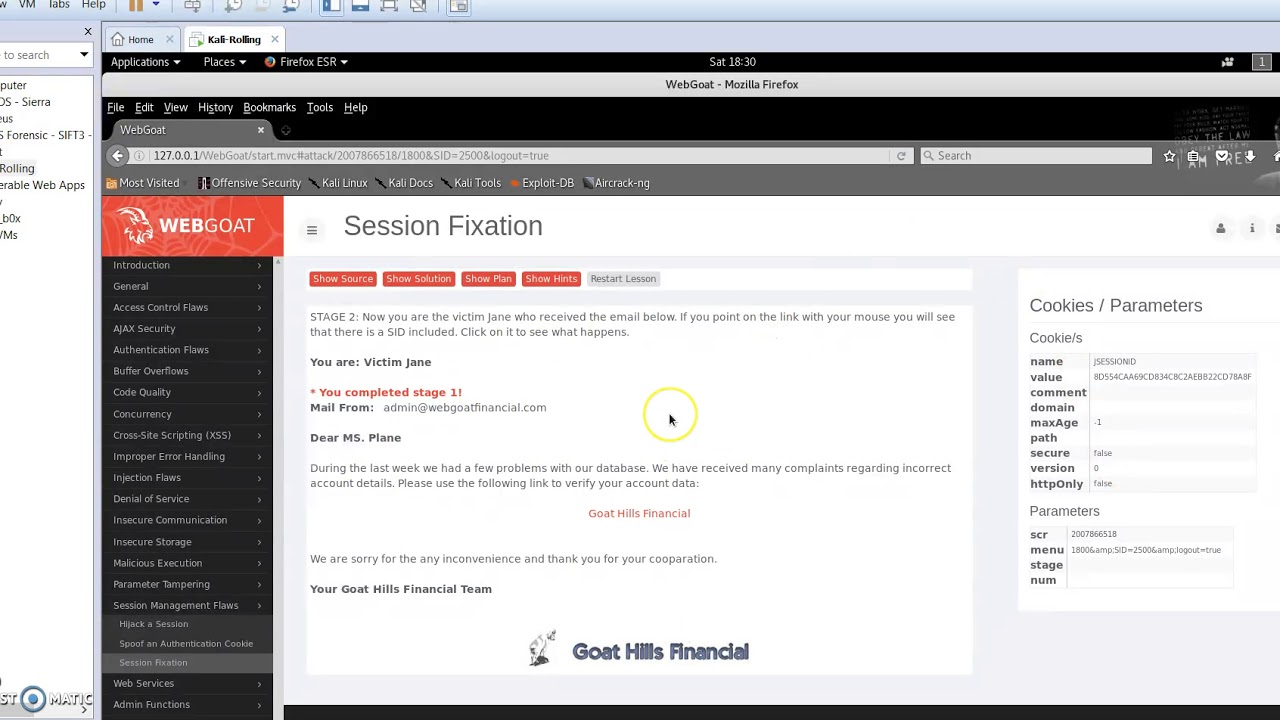 w VM Tabs Help
Home
Kali-Rolling
to search
Applications Places Firefox ESR Sat 18:30 1
WebGoat - Mozilla Firefox
File Edit View History Bookmarks Tools Help
WebGoat
127.0.0.1/WebGoat/start.mvc#attack/2007866518/1800&SID=2500&logout=true
Search
Most Visited Offensive Security Kali Linux Kali Docs Kali Tools Exploit-DB Aircrack-ng
OBEY THE LAW
I AM FREE
puter
OS - Sierra
eus
S Forensic - SIFT3 -
Rolling
erable Web Apps
_b0x
/Ms
ST
MATIC
WEBGOAT
Introduction
General
Access Control Flaws
AJAX Security
Authentication Flaws
Buffer Overflows
Code Quality
Concurrency
Cross-Site Scripting (XSS)
Improper Error Handling
Injection Flaws
Denial of Service
Insecure Communication
Insecure Storage
Malicious Execution
Parameter Tampering
Session Management Flaws
Hijack a Session
Spoof an Authentication Cookie
Session Fixation
Web Services
Admin Functions
Session Fixation
Show Source Show Solution Show Plan Show Hints Restart Lesson
STAGE 2: Now you are the victim Jane who received the email below. If you point on the link with your mouse you will see
that there is a SID included. Click on it to see what happens.
You are: Victim Jane
* You completed stage 1!
Mail From: admin@webgoatfinancial.com
Dear MS. Plane
During the last week we had a few problems with our database. We have received many complaints regarding incorrect
account details. Please use the following link to verify your account data:
Goat Hills Financial
We are sorry for the any inconvenience and thank you for your cooparation.
Your Goat Hills Financial Team
Goat Hills Financial
Cookies / Parameters
Cookie/s
name JSESSIONID
value 8D554CAA69CD834C8C2AEBB22CD78A8F
comment
domain
maxAge -1
path
secure false
version 0
httpOnly false
Parameters
scr 2007866518
menu 1800&amp;SID=2500&amp;logout=true
stage
num